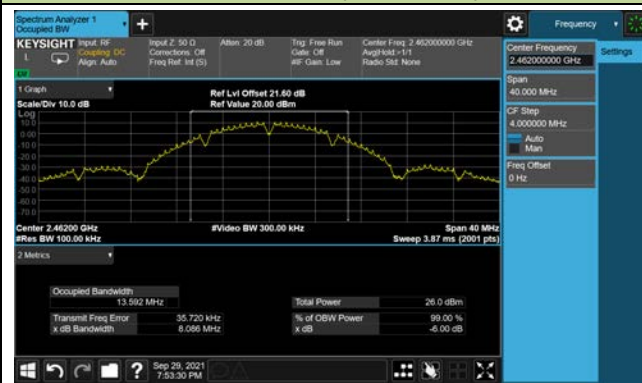 Spectrum Analyzer 1
Occupied BW
Frequency
KEYSIGHT
Input: RF
Coupling: DC
Align: Auto
Input Z: 50 Ω
Corrections: Off
Freq Ref: Int (S)
Atten: 20 dB
Trig: Free Run
Gate: Off
#IF Gain: Low
Center Freq: 2.462000000 GHz
Avg|Hold:>1/1
Radio Std: None
Center Frequency
2.462000000 GHz
Settings
Span
40.000 MHz
CF Step
4.000000 MHz
Auto
Man
Freq Offset
0 Hz
1 Graph
Scale/Div 10.0 dB
Ref Lvl Offset 21.60 dB
Ref Value 20.00 dBm
Log
10.0
0.00
-10.0
-20.0
-30.0
-40.0
-50.0
-60.0
-70.0
Center 2.46200 GHz
#Res BW 100.00 kHz
#Video BW 300.00 kHz
Span 40 MHz
Sweep 3.87 ms (2001 pts)
2 Metrics
Occupied Bandwidth
13.592 MHz
Total Power 26.0 dBm
Transmit Freq Error 35.720 kHz
% of OBW Power 99.00 %
x dB Bandwidth 8.086 MHz
x dB -6.00 dB
Sep 29, 2021
7:53:30 PM